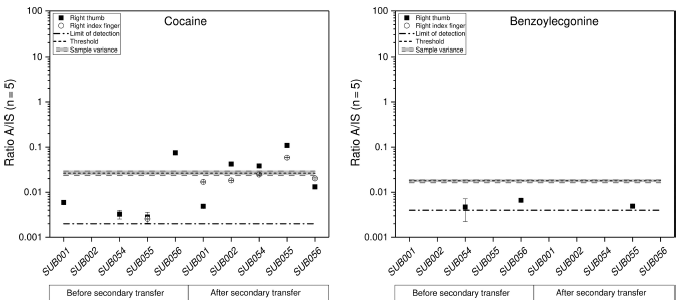 Cocaine
Right thumb
Right index finger
Limit of detection
Threshold
Sample variance
Ratio A/IS (n = 5)
100
10
1
0.1
0.01
0.001
SUB001
SUB002
SUB054
SUB055
SUB056
SUB001
SUB002
SUB054
SUB055
SUB056
Before secondary transfer
After secondary transfer
Benzoylecgonine
Right thumb
Right index finger
Limit of detection
Threshold
Sample variance
Ratio A/IS (n = 5)
100
10
1
0.1
0.01
0.001
SUB001
SUB002
SUB054
SUB055
SUB056
SUB001
SUB002
SUB054
SUB055
SUB056
Before secondary transfer
After secondary transfer